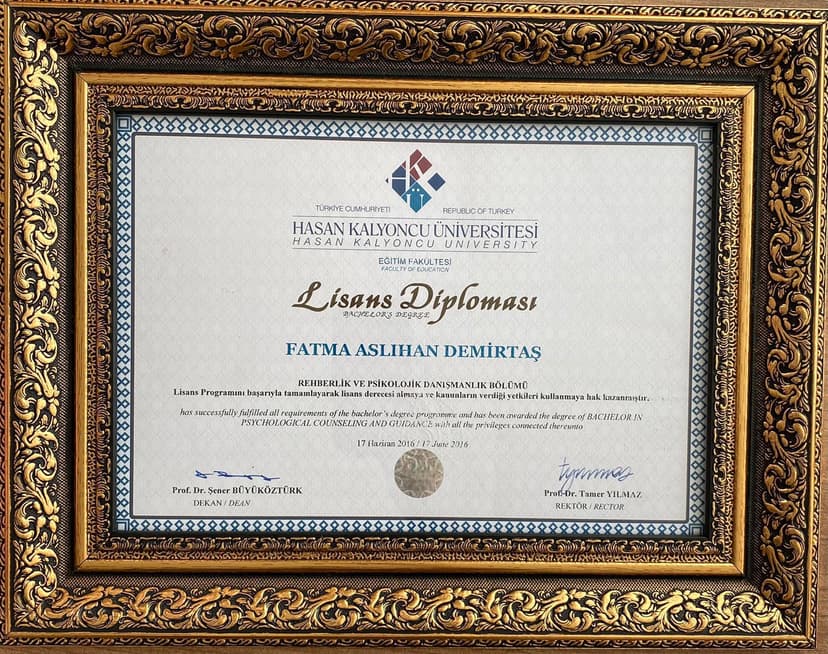 TÜRKİYE CUMHURİYETİ REPUBLIC OF TURKEY
HASAN KALYONCU ÜNİVERSİTESİ
HASAN KALYONCU UNIVERSITY
EĞİTİM FAKÜLTESİ
FACULTY OF EDUCATION
Lisans Diploması
BACHELOR'S DEGREE
FATMA ASLIHAN DEMİRTAŞ
REHBERLİK VE PSİKOLOJİK DANIŞMANLIK BÖLÜMÜ
Lisans Programını başarıyla tamamlayarak lisans derecesi almaya ve kanunların verdiği yetkileri kullanmaya hak kazanmıştır.
has successfully fulfilled all requirements of the bachelor's degree programme and has been awarded the degree of BACHELOR IN
PSYCHOLOGICAL COUNSELING AND GUIDANCE with all the privileges connected thereunto
17 Haziran 2016 / 17 June 2016
Prof. Dr. Şener BÜYÜKÖZTÜRK
DEKAN / DEAN
Prof. Dr. Tamer YILMAZ
REKTÖR / RECTOR